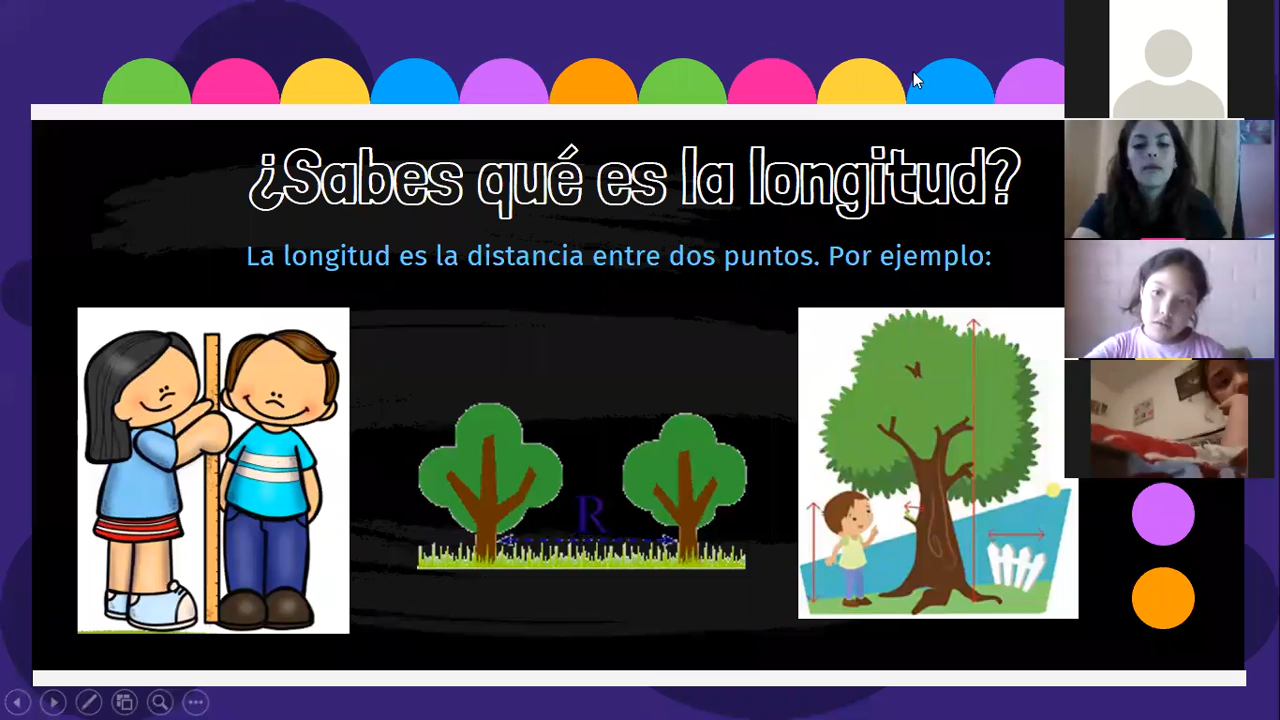 ¿Sabes qué es la longitud?
La longitud es la distancia entre dos puntos. Por ejemplo:
R